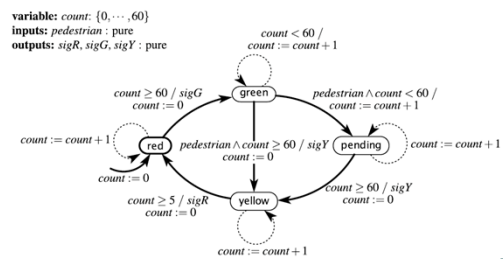 variable: count: {0, ⋯, 60}
inputs: pedestrian : pure
outputs: sigR, sigG, sigY : pure
count < 60 /
count := count + 1
green
count ≥ 60 / sigG
count := 0
pedestrian ∧ count < 60 /
count := count + 1
count := count + 1
red
pedestrian ∧ count ≥ 60 / sigY
count := 0
pending
count := count + 1
count := 0
count ≥ 5 / sigR
count := 0
yellow
count ≥ 60 / sigY
count := 0
count := count + 1